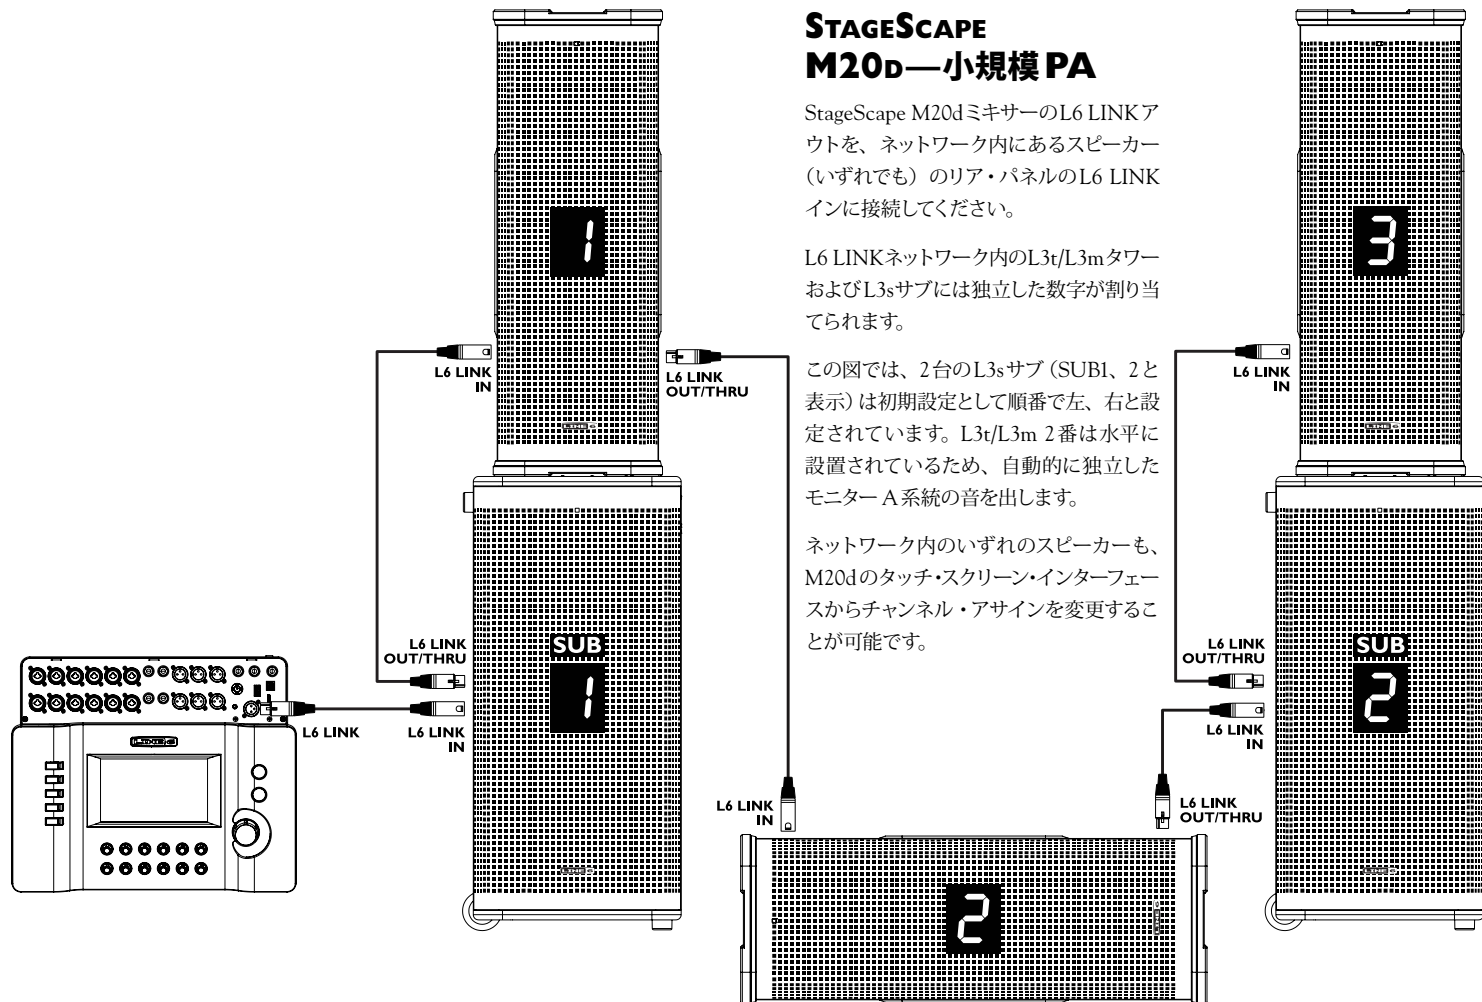 STAGESCAPE
M20D—小規模 PA
StageScape M20dミキサーのL6 LINKア
ウトを、ネットワーク内にあるスピーカー
（いずれでも）のリア・パネルのL6 LINK
インに接続してください。
L6 LINKネットワーク内のL3t/L3mタワー
およびL3sサブには独立した数字が割り当
てられます。
この図では、2台のL3sサブ（SUB1、2と
表示）は初期設定として順番で左、右と設
定されています。L3t/L3m 2番は水平に
設置されているため、自動的に独立した
モニターA系統の音を出します。
ネットワーク内のいずれのスピーカーも、
M20dのタッチ・スクリーン・インターフェー
スからチャンネル・アサインを変更するこ
とが可能です。
1
L6 LINK
IN
L6 LINK
OUT/THRU
LINE 6
3
L6 LINK
IN
LINE 6
L6 LINK
OUT/THRU
SUB
1
L6 LINK
L6 LINK
IN
LINE 6
LINE 6
L6 LINK
IN
2
LINE 6
L6 LINK
OUT/THRU
L6 LINK
IN
L6 LINK
OUT/THRU
SUB
2
LINE 6